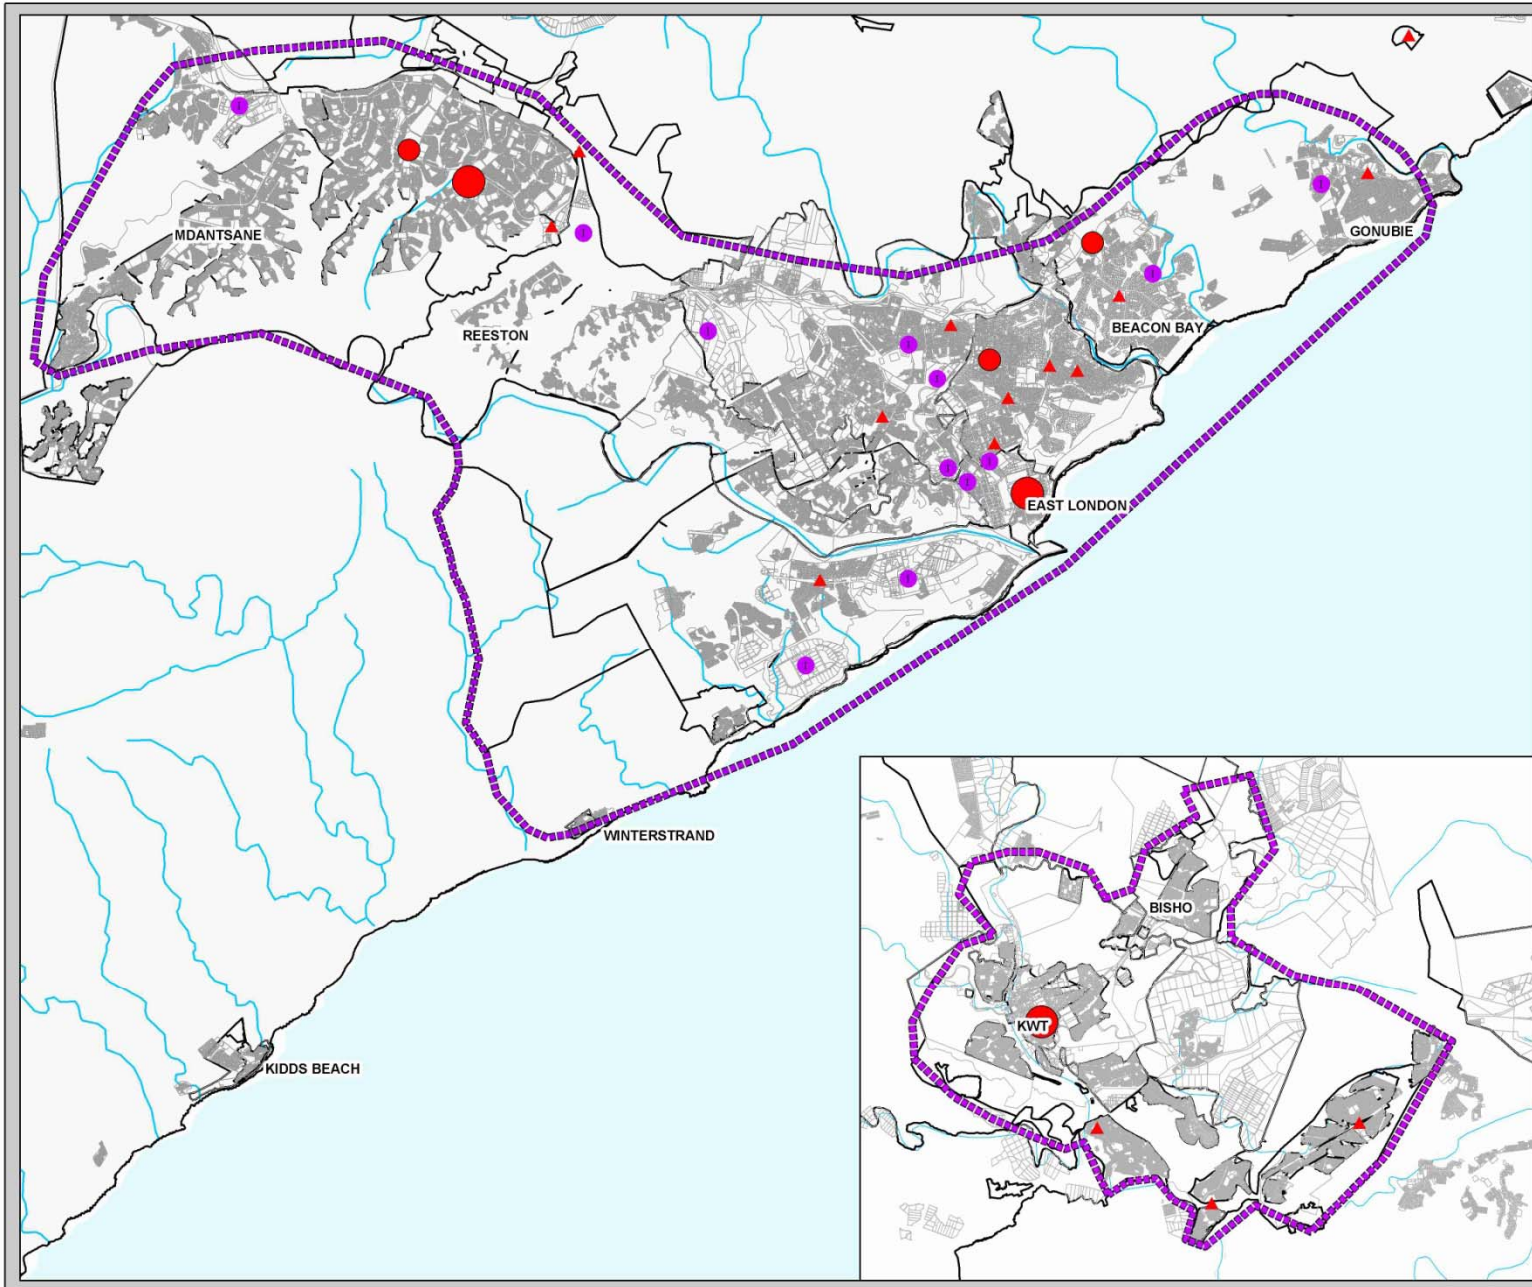 MDANTSANE
GONUBIE
REESTON
BEACON BAY
EAST LONDON
WINTERSTRAND
BISHO
KWT
KIDDS BEACH